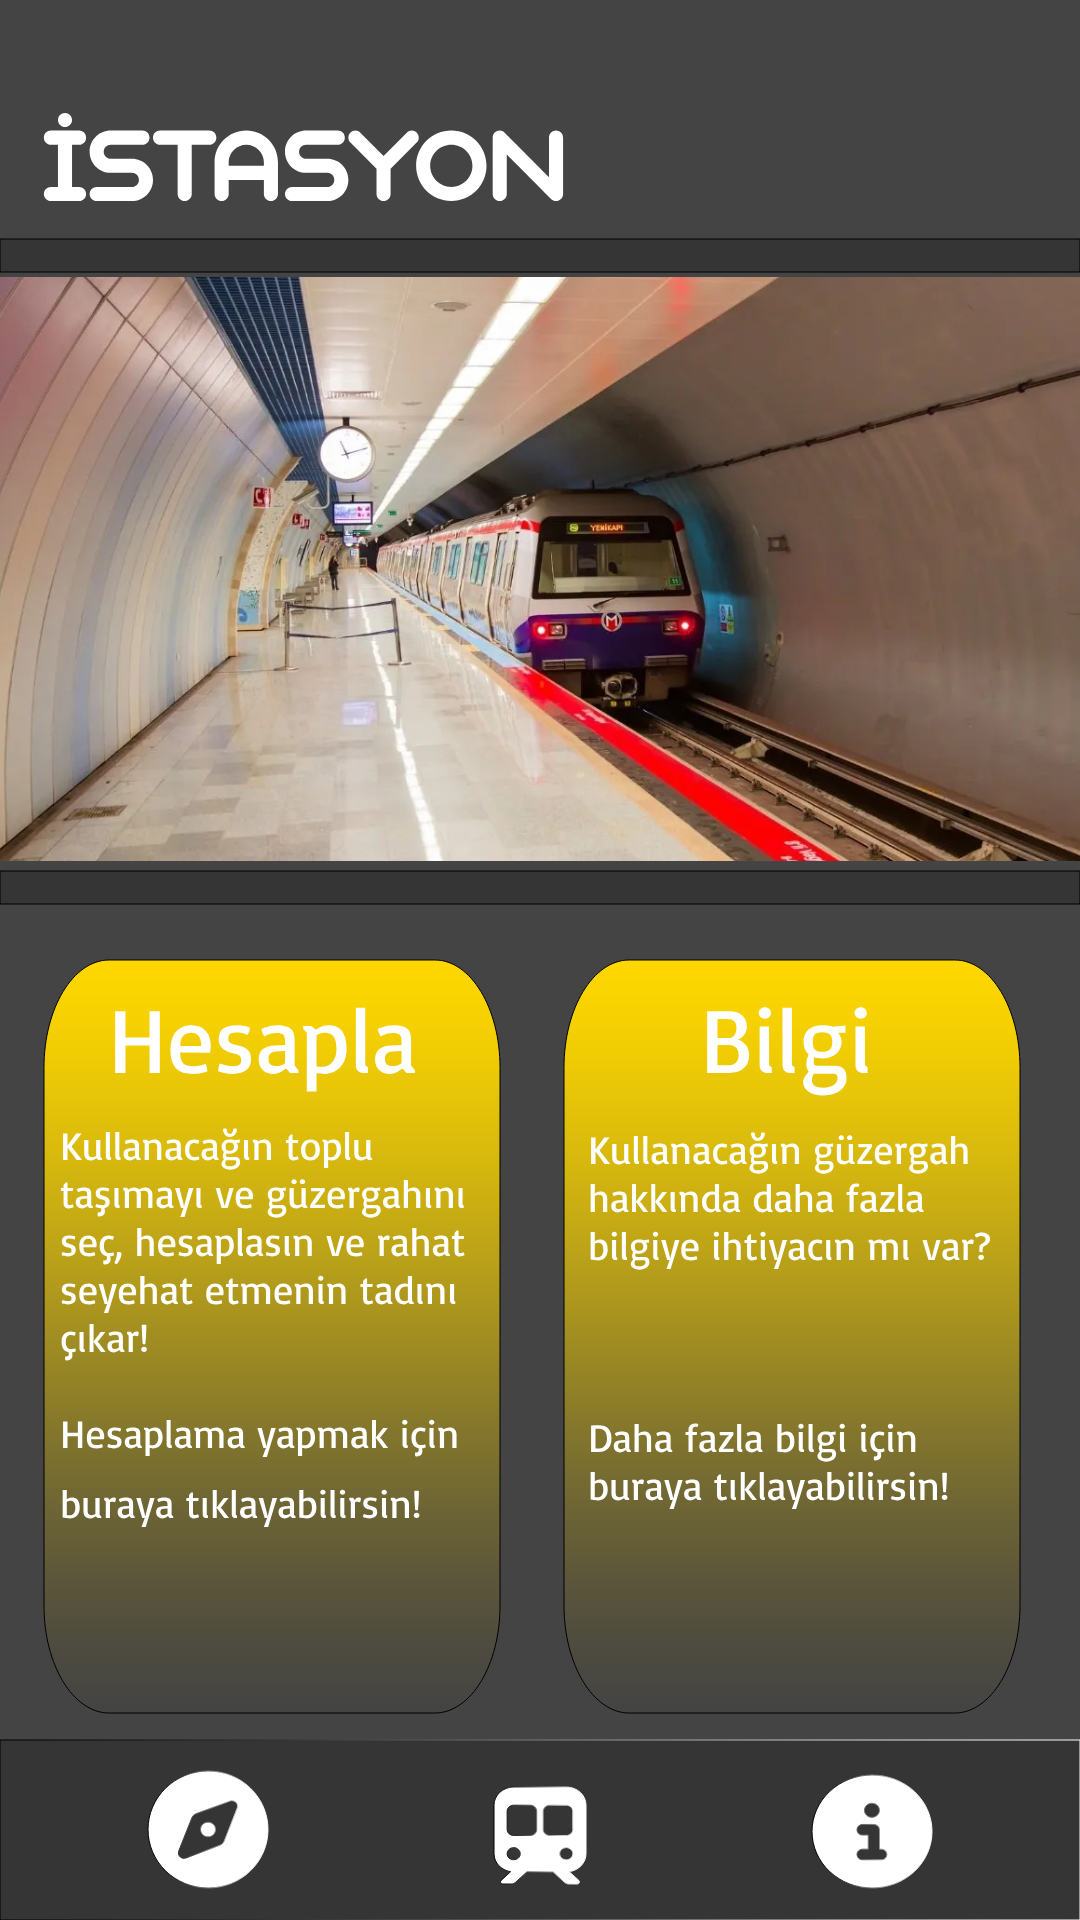 İSTASYON
YENİKAPI
M
Hesapla
Kullanacağın toplu
taşımayı ve güzergahını
seç, hesaplasın ve rahat
seyehat etmenin tadını
çıkar!
Hesaplama yapmak için
buraya tıklayabilirsin!
Bilgi
Kullanacağın güzergah
hakkında daha fazla
bilgiye ihtiyacın mı var?
Daha fazla bilgi için
buraya tıklayabilirsin!